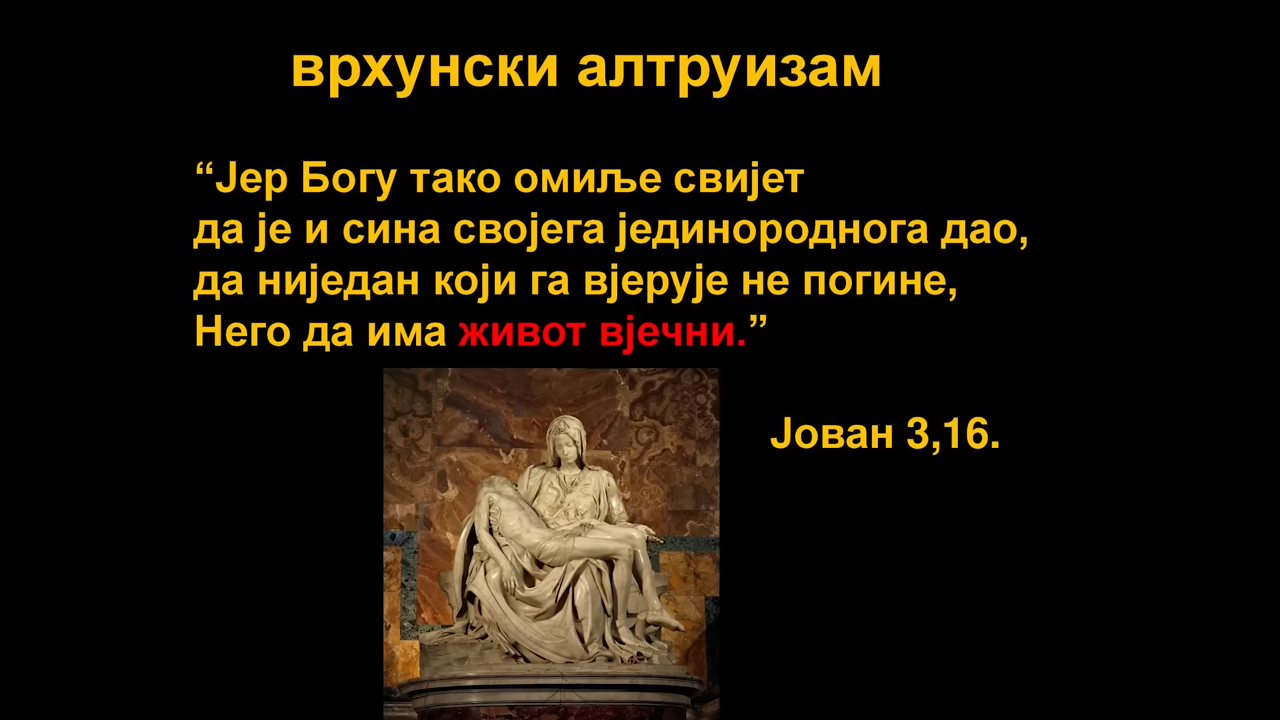 врхунски алтруизам
“Јер Богу тако омиље свијет
да је и сина својега јединороднога дао,
да ниједан који га вјерује не погине,
Него да има живот вјечни.”
Јован 3,16.